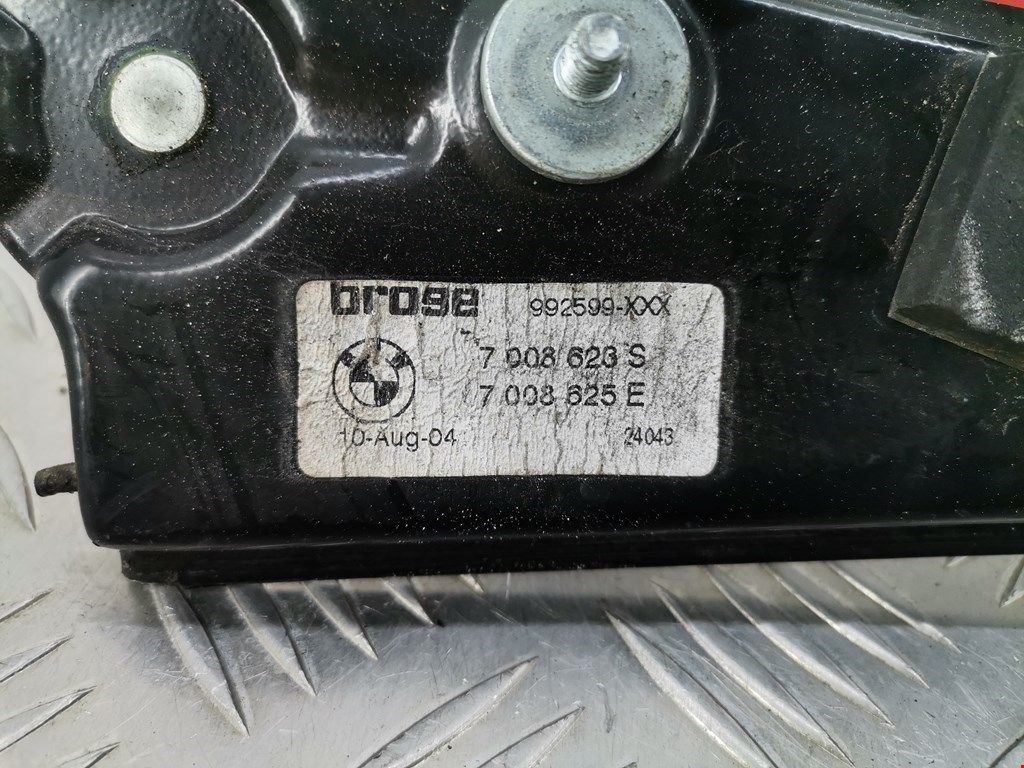 brose 992599-XXX
7 008 623 S
7 008 625 E
10-Aug-04 24043